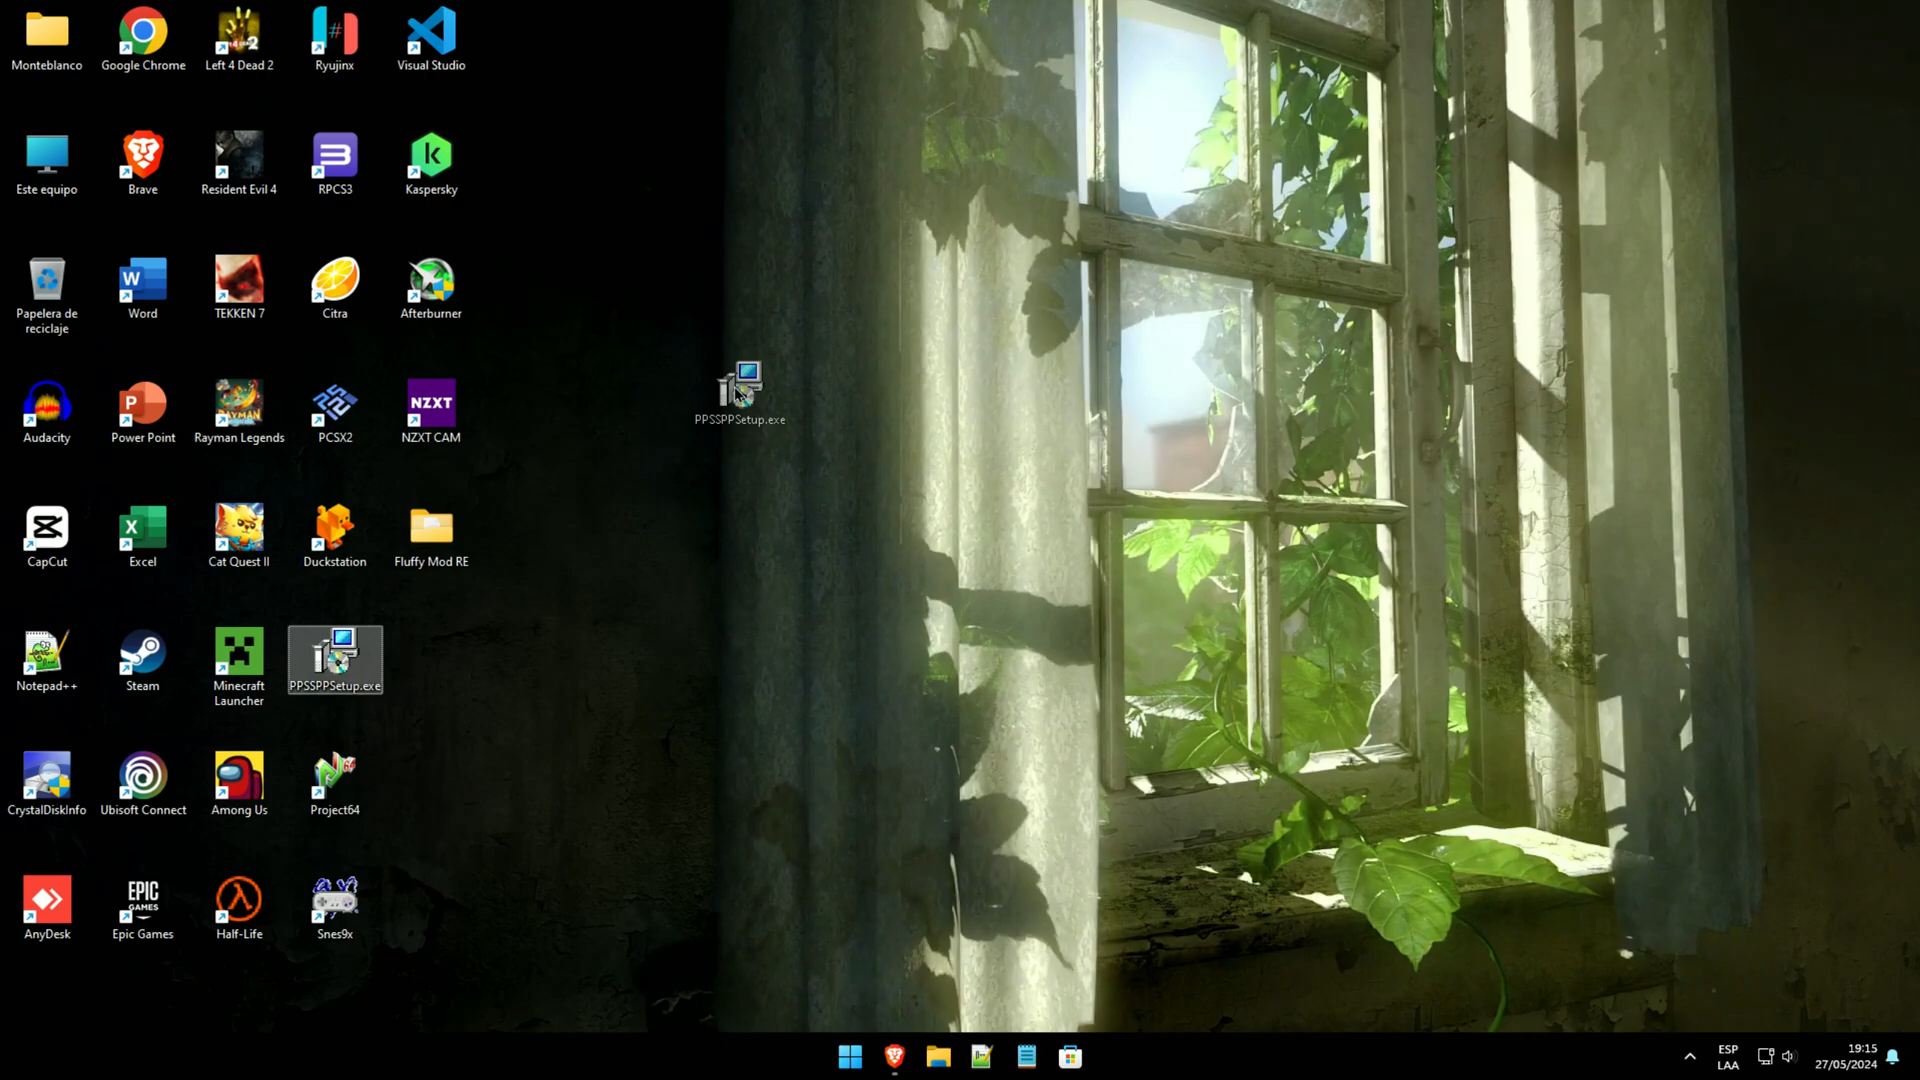 Monteblanco
Google Chrome
Left 4 Dead 2
Ryujinx
Visual Studio
Este equipo
Brave
Resident Evil 4
RPCS3
Kaspersky
Papelera de
reciclaje
Word
TEKKEN 7
Citra
Afterburner
PPSSPPSetup.exe
Audacity
Power Point
Rayman Legends
PCSX2
NZXT
NZXT CAM
CapCut
Excel
Cat Quest II
Duckstation
Fluffy Mod RE
Notepad++
Steam
Minecraft
Launcher
PPSSPPSetup.exe
CrystalDiskInfo
Ubisoft Connect
Among Us
Project64
EPIC
GAMES
AnyDesk
Epic Games
Half-Life
Snes9x
ESP
LAA
19:15
27/05/2024